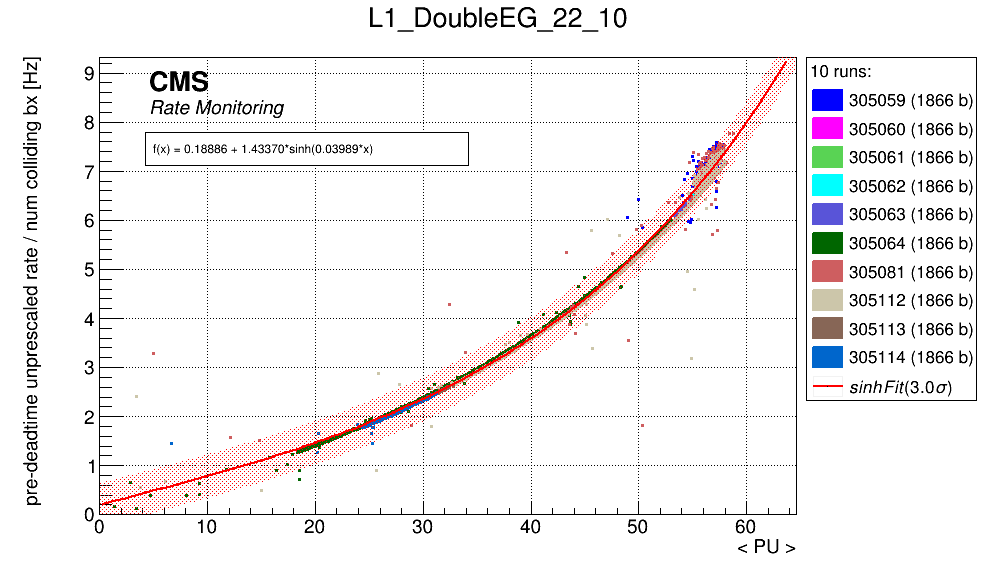 L1_DoubleEG_22_10
pre-deadtime unprescaled rate / num colliding bx [Hz]
9
8
7
6
5
4
3
2
1
0
CMS
Rate Monitoring
f(x) = 0.18886 + 1.43370*sinh(0.03989*x)
0 10 20 30 40 50 60
< PU >
10 runs:
305059 (1866 b)
305060 (1866 b)
305061 (1866 b)
305062 (1866 b)
305063 (1866 b)
305064 (1866 b)
305081 (1866 b)
305112 (1866 b)
305113 (1866 b)
305114 (1866 b)
sinhFit(3.0σ)